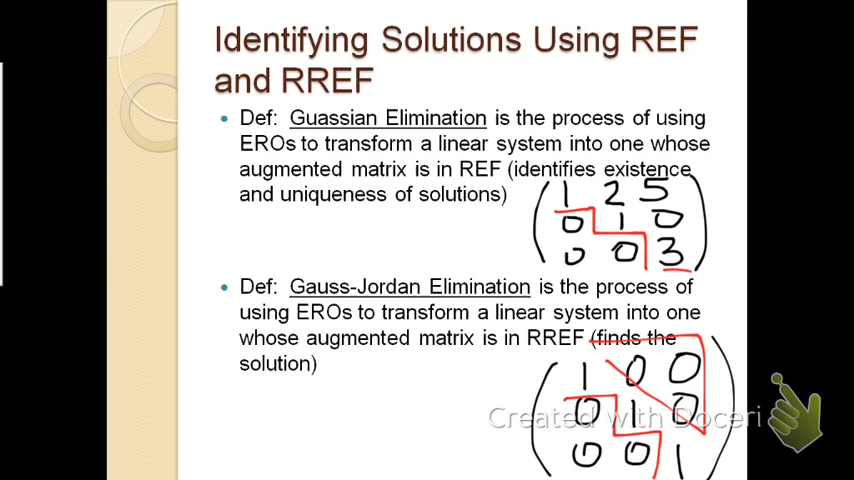 Identifying Solutions Using REF
and RREF
• Def: Guassian Elimination is the process of using
EROs to transform a linear system into one whose
augmented matrix is in REF (identifies existence
and uniqueness of solutions)
1 2 5
0 1 0
0 0 3
• Def: Gauss-Jordan Elimination is the process of
using EROs to transform a linear system into one
whose augmented matrix is in RREF (finds the
solution)
1 0 0
0 1 0
Created with Doceri
0 0 1